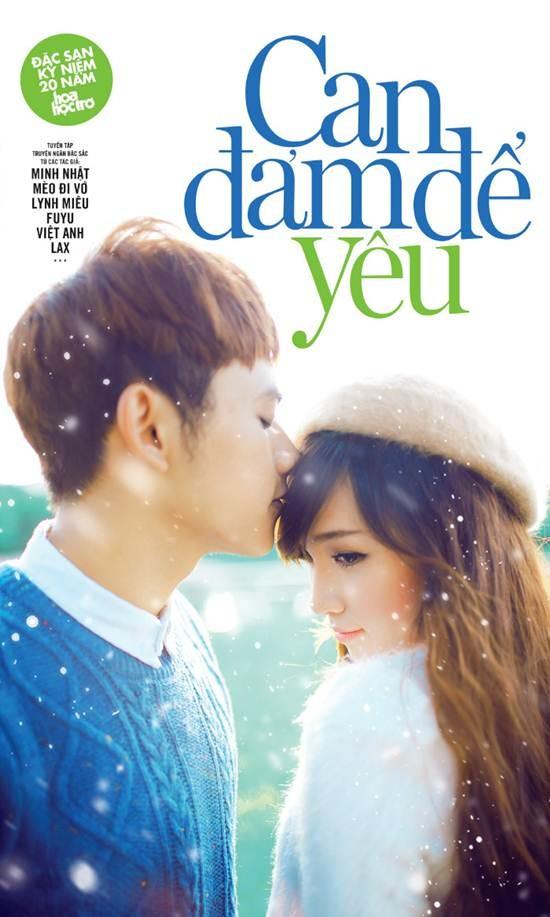 ĐẶC SAN
KỶ NIỆM
20 NĂM
hoa
học trò
TUYỂN TẬP
TRUYỆN NGẮN ĐẶC SẮC
TỪ CÁC TÁC GIẢ:
MINH NHẬT
MÈO ĐI VỚ
LYNH MIÊU
FUYU
VIỆT ANH
LAX
...
Can
đảm để
yêu